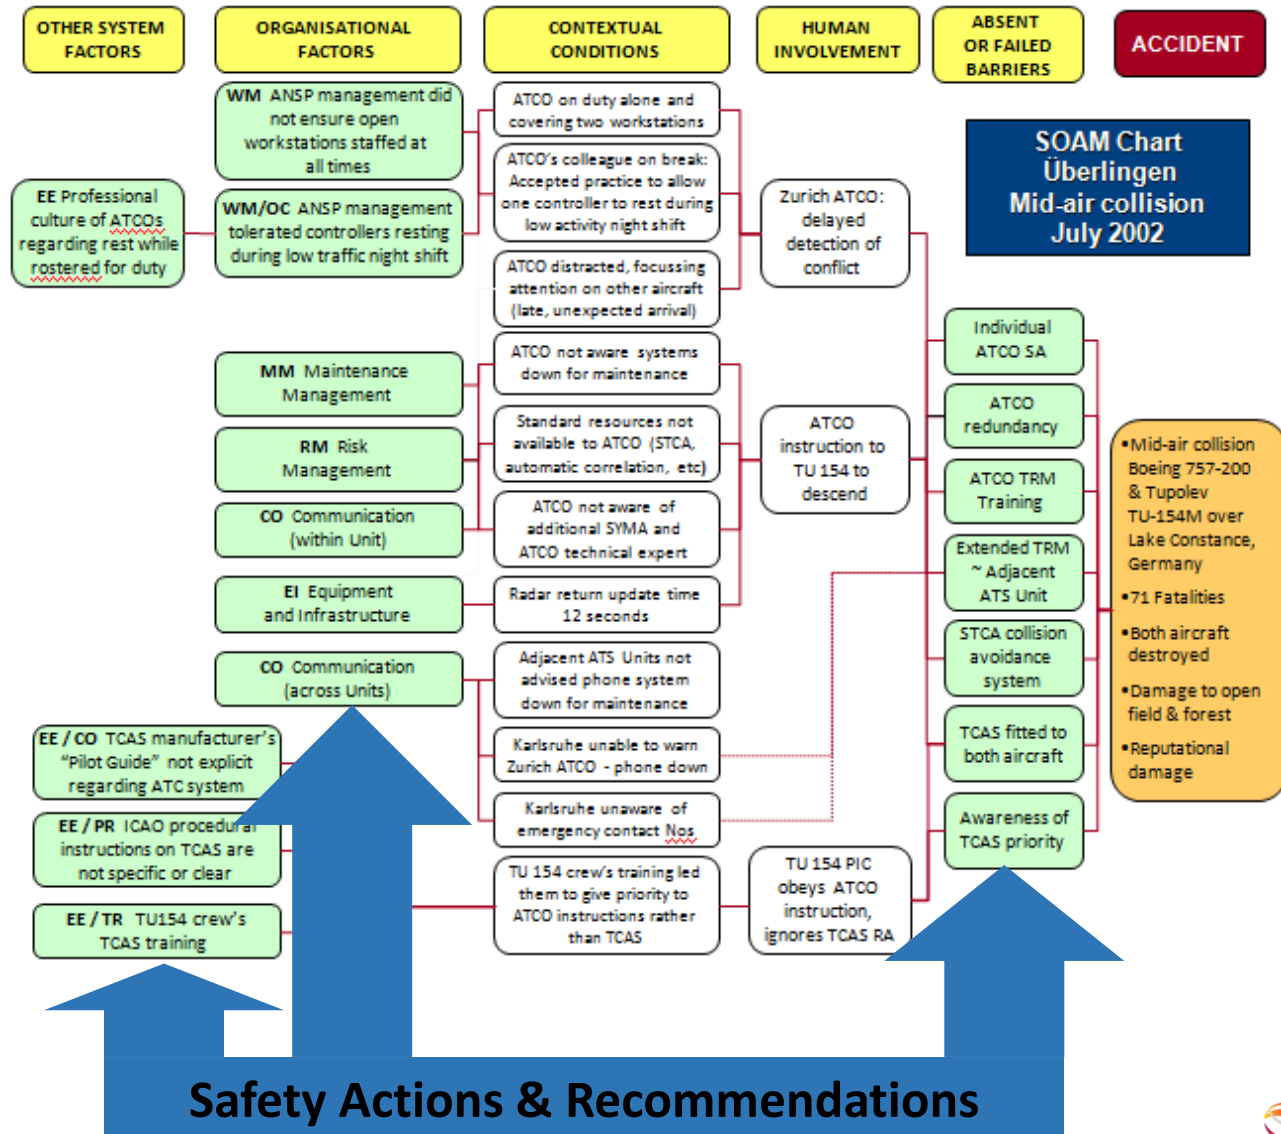 OTHER SYSTEM
FACTORS
ORGANISATIONAL
FACTORS
CONTEXTUAL
CONDITIONS
HUMAN
INVOLVEMENT
ABSENT
OR FAILED
BARRIERS
ACCIDENT
SOAM Chart
Überlingen
Mid-air collision
July 2002
EE Professional
culture of ATCOs
regarding rest while
rostered for duty
EE / CO TCAS manufacturer's
"Pilot Guide" not explicit
regarding ATC system
EE / PR ICAO procedural
instructions on TCAS are
not specific or clear
EE / TR TU154 crew's
TCAS training
WM ANSP management did
not ensure open
workstations staffed at
all times
WM/OC ANSP management
tolerated controllers resting
during low traffic night shift
MM Maintenance
Management
RM Risk
Management
CO Communication
(within Unit)
EI Equipment
and Infrastructure
CO Communication
(across Units)
ATCO on duty alone and
covering two workstations
ATCO's colleague on break:
Accepted practice to allow
one controller to rest during
low activity night shift
ATCO distracted, focussing
attention on other aircraft
(late, unexpected arrival)
ATCO not aware systems
down for maintenance
Standard resources not
available to ATCO (STCA,
automatic correlation, etc)
ATCO not aware of
additional SYMA and
ATCO technical expert
Radar return update time
12 seconds
Adjacent ATS Units not
advised phone system
down for maintenance
Karlsruhe unable to warn
Zurich ATCO - phone down
Karlsruhe unaware of
emergency contact Nos
TU 154 crew's training led
them to give priority to
ATCO instructions rather
than TCAS
Zurich ATCO:
delayed
detection of
conflict
ATCO
instruction to
TU 154 to
descend
TU 154 PIC
obeys ATCO
instruction,
ignores TCAS RA
Individual
ATCO SA
ATCO
redundancy
ATCO TRM
Training
Extended TRM
~ Adjacent
ATS Unit
STCA collision
avoidance
system
TCAS fitted to
both aircraft
Awareness of
TCAS priority
•Mid-air collision
Boeing 757-200
& Tupolev
TU-154M over
Lake Constance,
Germany
•71 Fatalities
•Both aircraft
destroyed
•Damage to open
field & forest
•Reputational
damage
Safety Actions & Recommendations